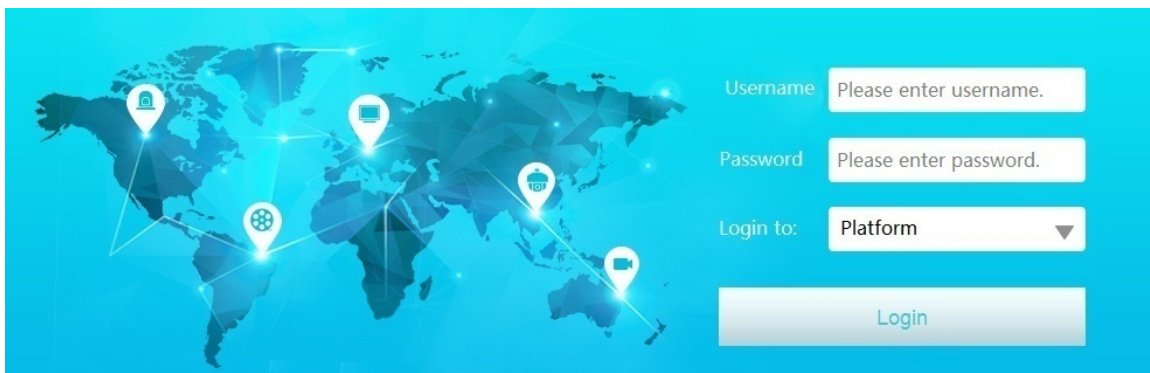 Username Please enter username.
Password Please enter password.
Login to: Platform
Login